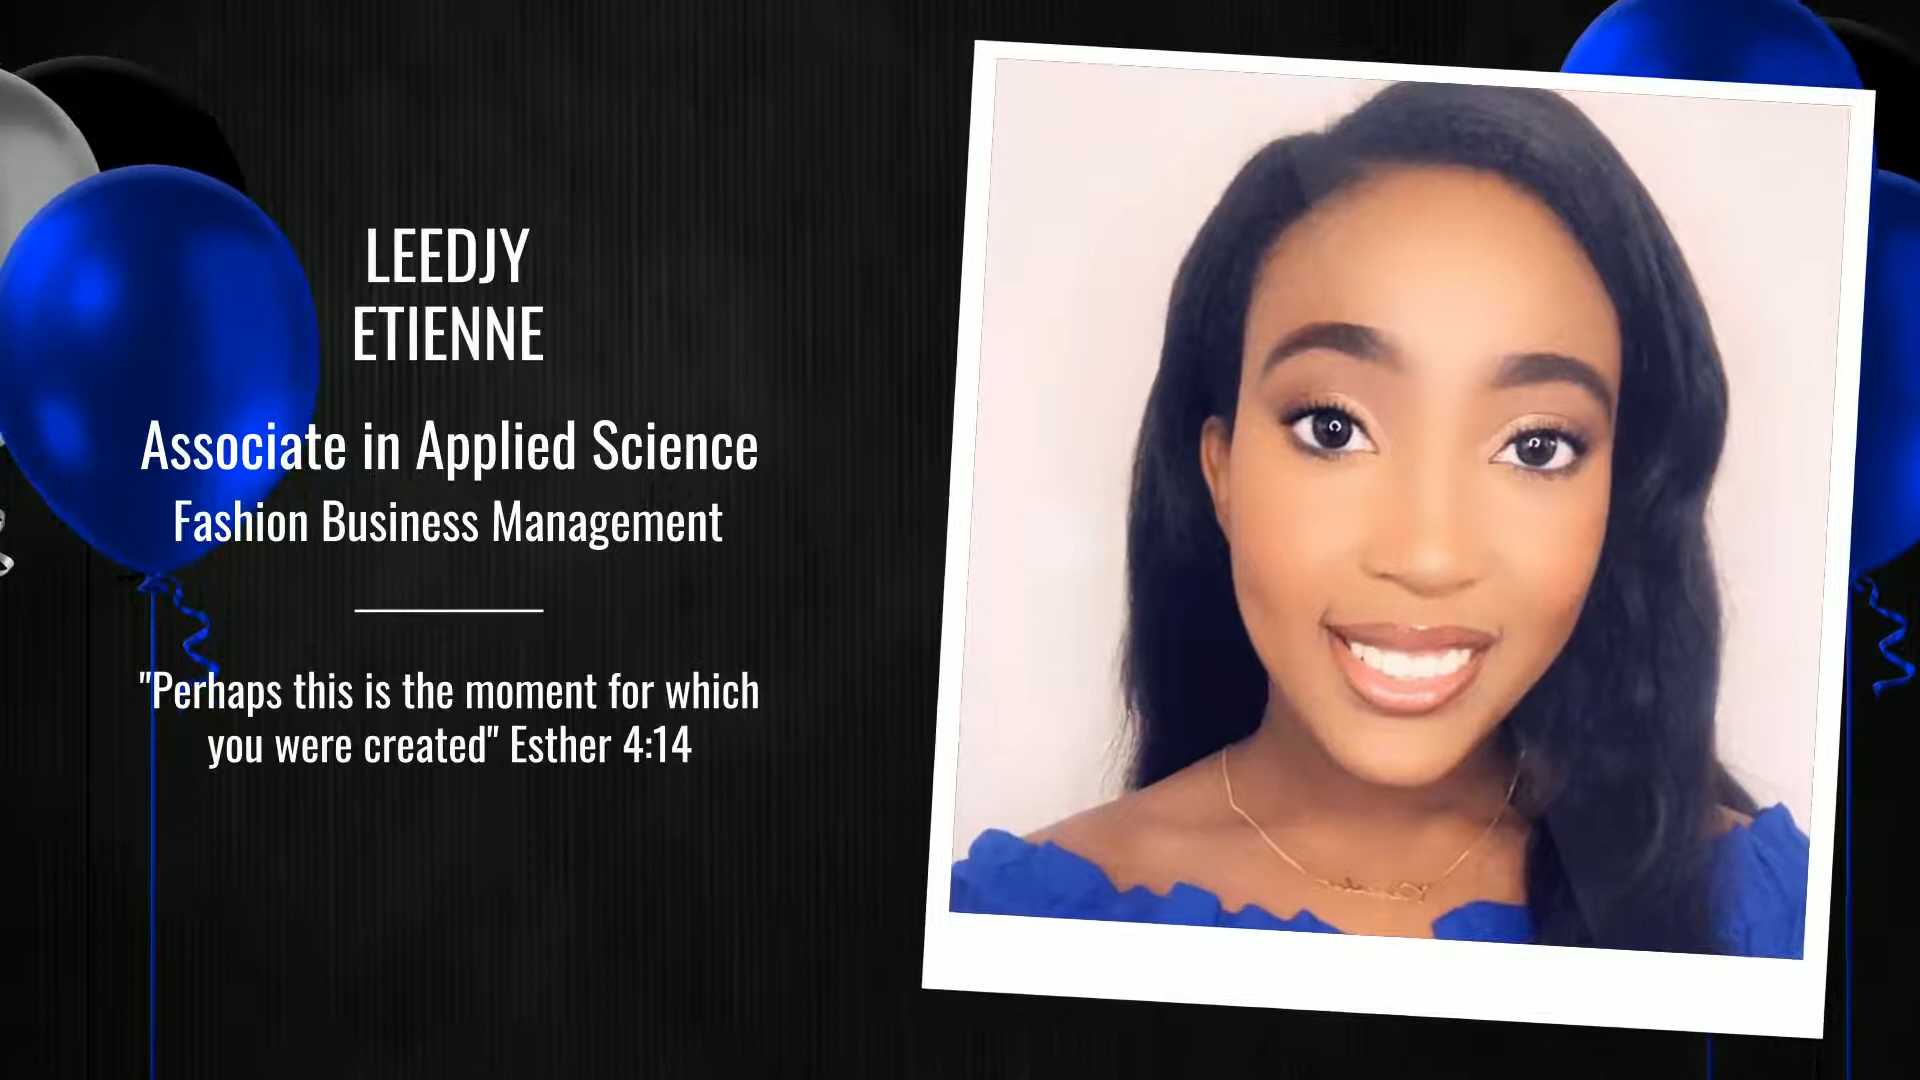 LEEDJY
ETIENNE
Associate in Applied Science
Fashion Business Management
"Perhaps this is the moment for which
you were created" Esther 4:14